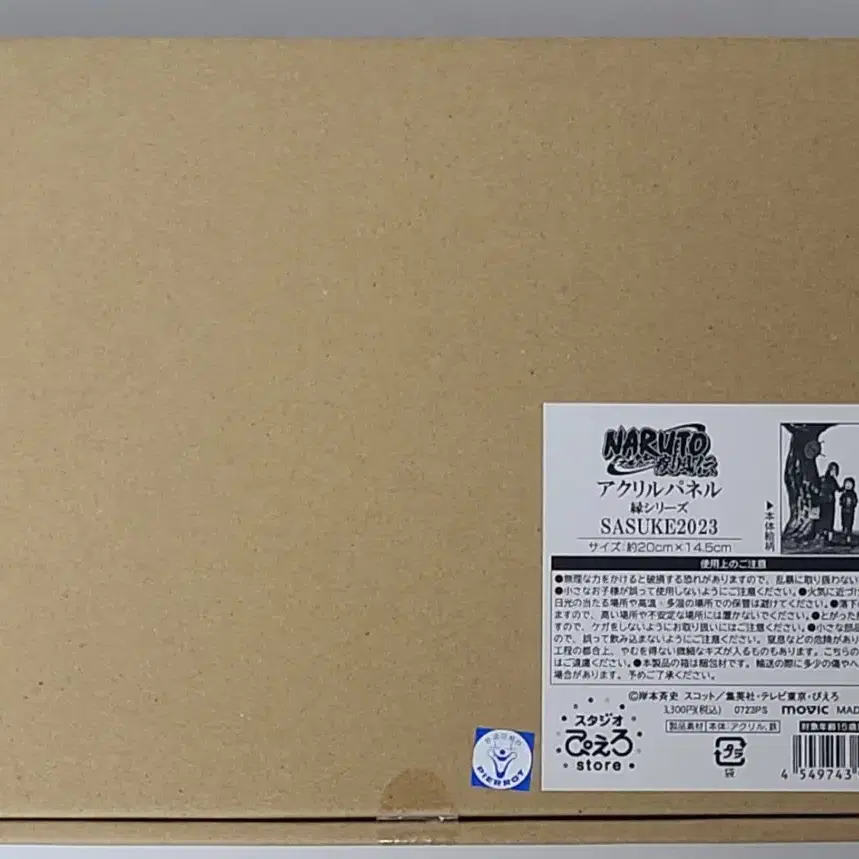 NARUTO
疾風伝
アクリルパネル
縁シリーズ
SASUKE2023
サイズ:約20cm×14.5cm
▶本体絵柄
使用上のご注意
●無理な力をかけると破損する恐れがありますので、乱暴に取り扱わない
●小さなお子様が誤って使用しないようにご注意ください。●火気に近づけ
日光の当たる場所や高温・多湿の場所での保管は避けてください。●落下
ますので、高い場所や不安定な場所には置かないでください。●とがった
すので、ケガをしないようにお取り扱いにはご注意ください。●小さな部品
ので、誤って飲み込まないようにご注意ください。窒息などの危険があり
工程の都合上、やむを得ない微細なキズが入るものもあります。こちらの
はご遠慮ください。●本製品の箱は梱包材です。輸送の際に多少の傷やへ
場合があります。予めご了承ください。
©岸本斉史 スコット/集英社・テレビ東京・ぴえろ
3,300円(税込) 0723PS movic MAD
製品素材 本体:アクリル、鉄
対象年齢15歳
スタジオ
ぴえろ
store
プラ
袋
4 549743
PIERROT